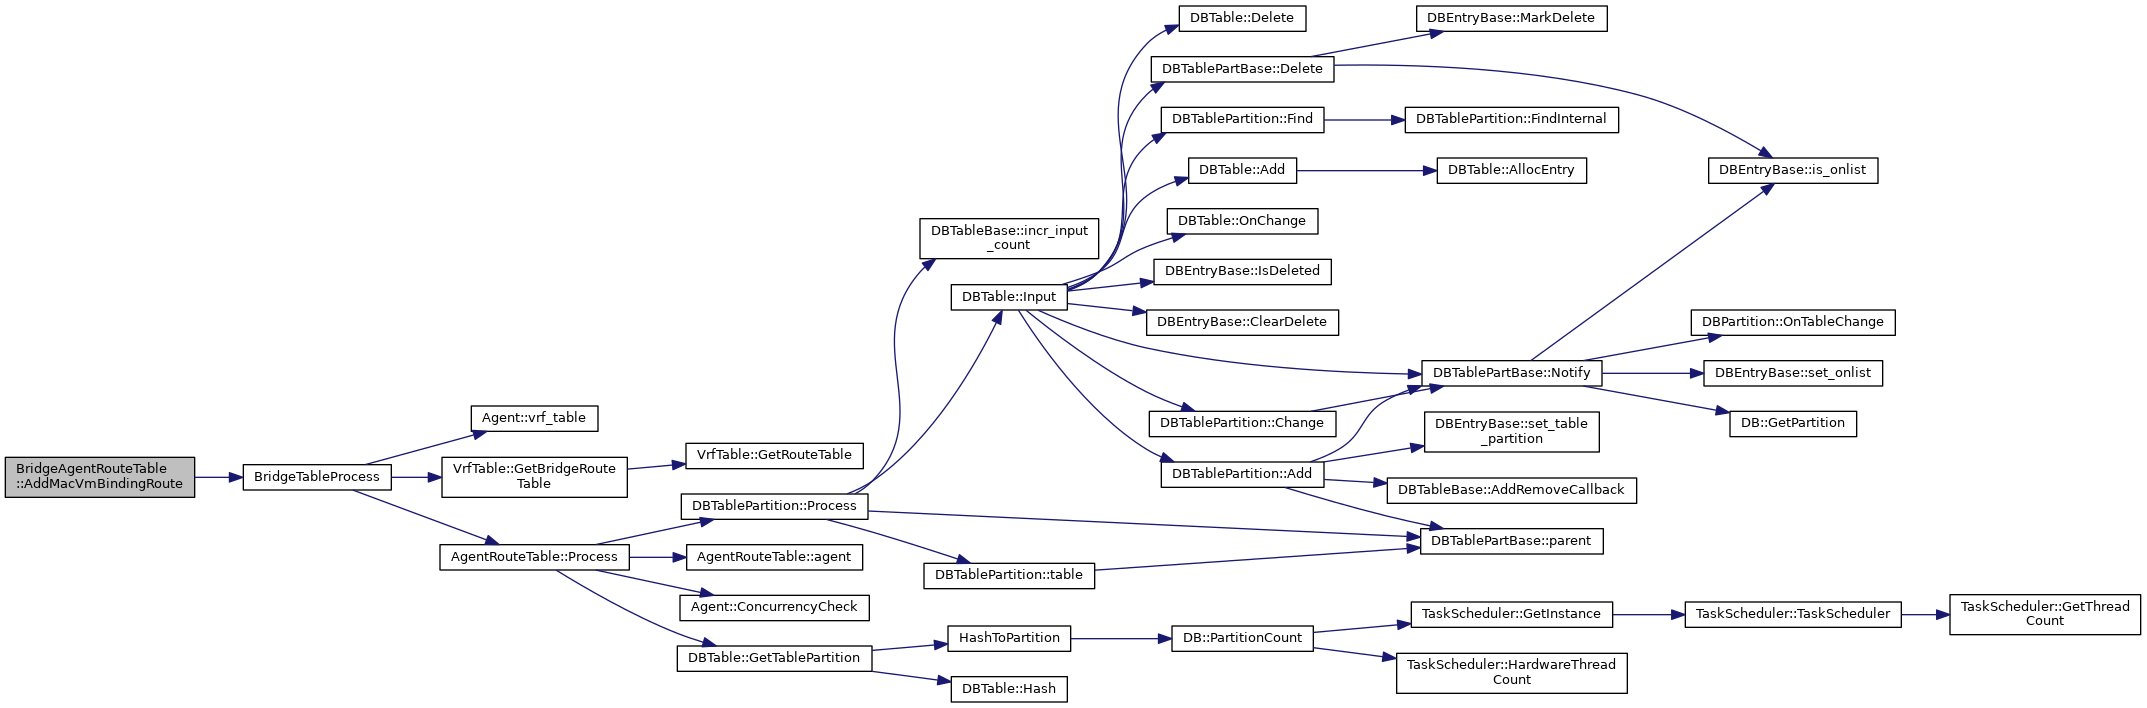 BridgeAgentRouteTable
::AddMacVmBindingRoute
BridgeTableProcess
Agent::vrf_table
VrfTable::GetBridgeRoute
Table
AgentRouteTable::Process
VrfTable::GetRouteTable
DBTablePartition::Process
AgentRouteTable::agent
Agent::ConcurrencyCheck
DBTable::GetTablePartition
DBTableBase::incr_input
_count
DBTable::Input
DBTablePartition::table
HashToPartition
DBTable::Hash
DBTable::Delete
DBTablePartBase::Delete
DBTablePartition::Find
DBTable::Add
DBTable::OnChange
DBEntryBase::IsDeleted
DBEntryBase::ClearDelete
DBTablePartition::Change
DBTablePartition::Add
DB::PartitionCount
DBEntryBase::MarkDelete
DBTablePartition::FindInternal
DBTable::AllocEntry
DBTablePartBase::Notify
DBEntryBase::set_table
_partition
DBTableBase::AddRemoveCallback
DBTablePartBase::parent
TaskScheduler::GetInstance
TaskScheduler::HardwareThread
Count
DBEntryBase::is_onlist
DBPartition::OnTableChange
DBEntryBase::set_onlist
DB::GetPartition
TaskScheduler::TaskScheduler
TaskScheduler::GetThread
Count